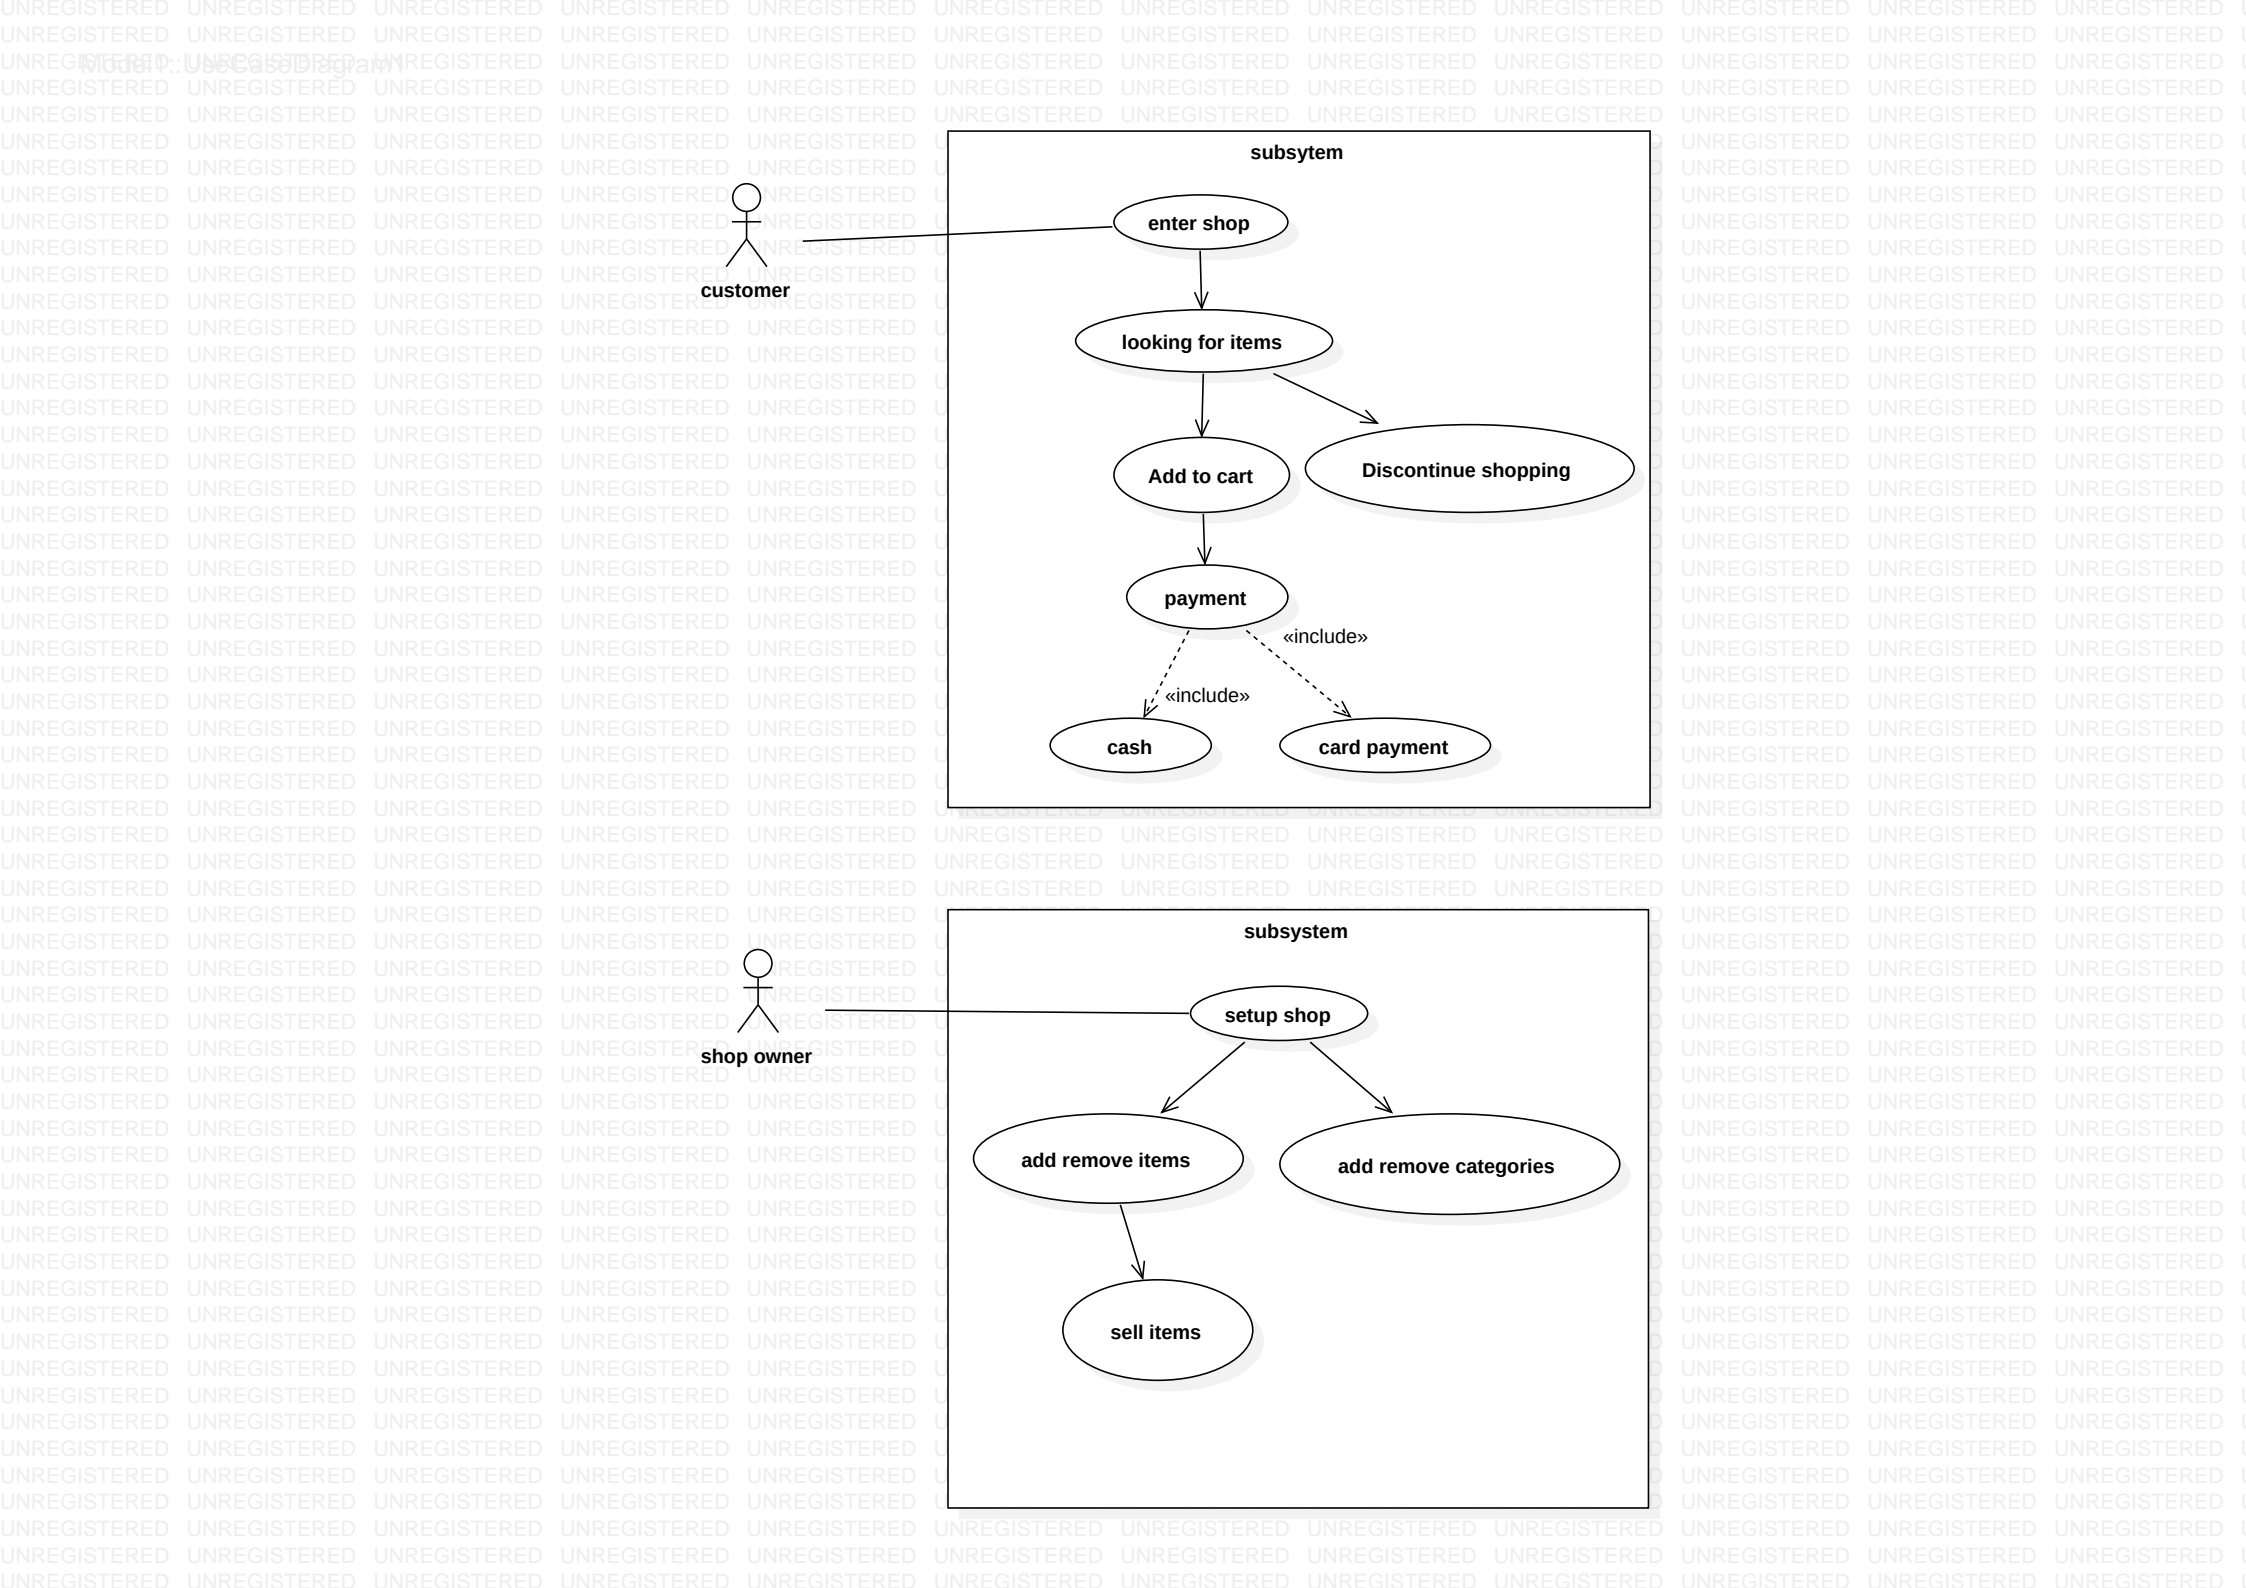 Model1::UseCaseDiagram1
subsytem
enter shop
customer
looking for items
Add to cart
Discontinue shopping
payment
«include»
«include»
cash
card payment
subsystem
setup shop
shop owner
add remove items
add remove categories
sell items
UNREGISTERED